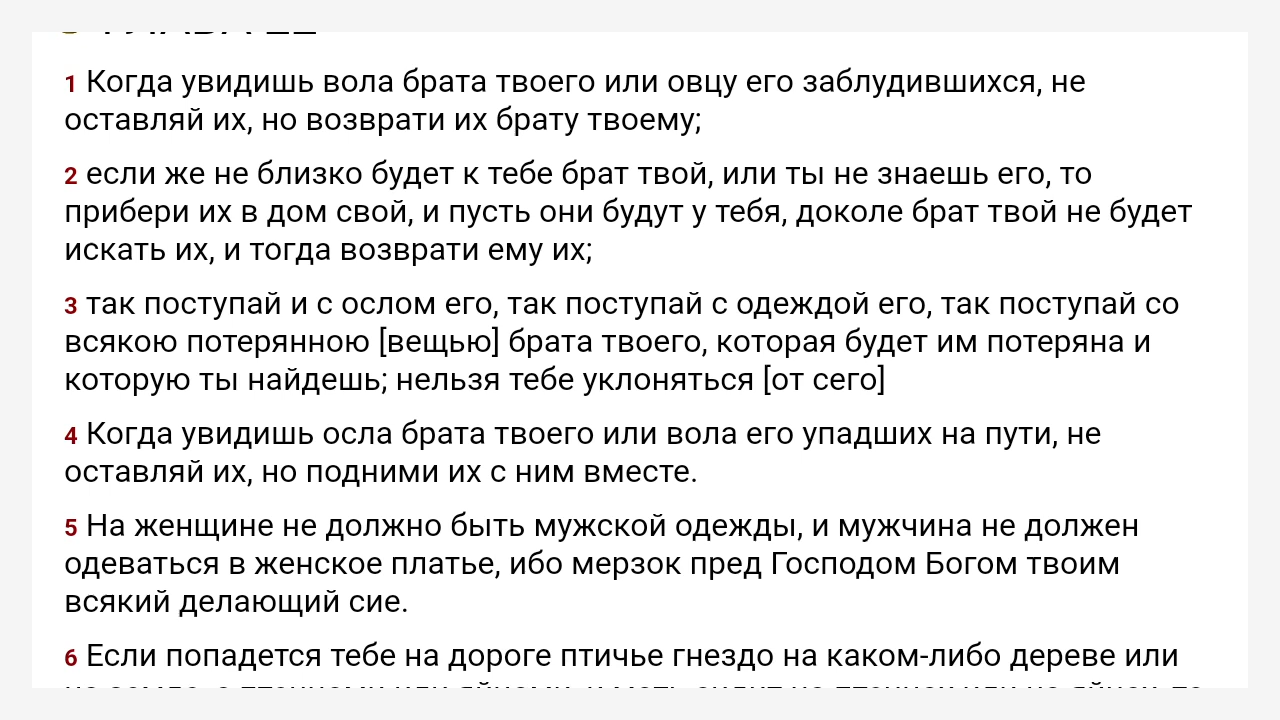 1 Когда увидишь вола брата твоего или овцу его заблудившихся, не
оставляй их, но возврати их брату твоему;
2 если же не близко будет к тебе брат твой, или ты не знаешь его, то
прибери их в дом свой, и пусть они будут у тебя, доколе брат твой не будет
искать их, и тогда возврати ему их;
3 так поступай и с ослом его, так поступай с одеждой его, так поступай со
всякою потерянною [вещью] брата твоего, которая будет им потеряна и
которую ты найдешь; нельзя тебе уклоняться [от сего]
4 Когда увидишь осла брата твоего или вола его упадших на пути, не
оставляй их, но подними их с ним вместе.
5 На женщине не должно быть мужской одежды, и мужчина не должен
одеваться в женское платье, ибо мерзок пред Господом Богом твоим
всякий делающий сие.
6 Если попадется тебе на дороге птичье гнездо на каком-либо дереве или